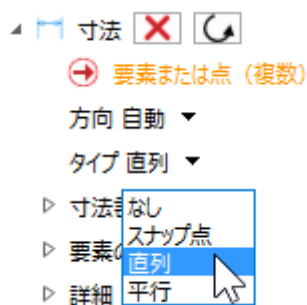 寸法
要素または点（複数）
方向 自動
タイプ 直列
寸法
なし
スナップ点
要素の
直列
詳細
平行